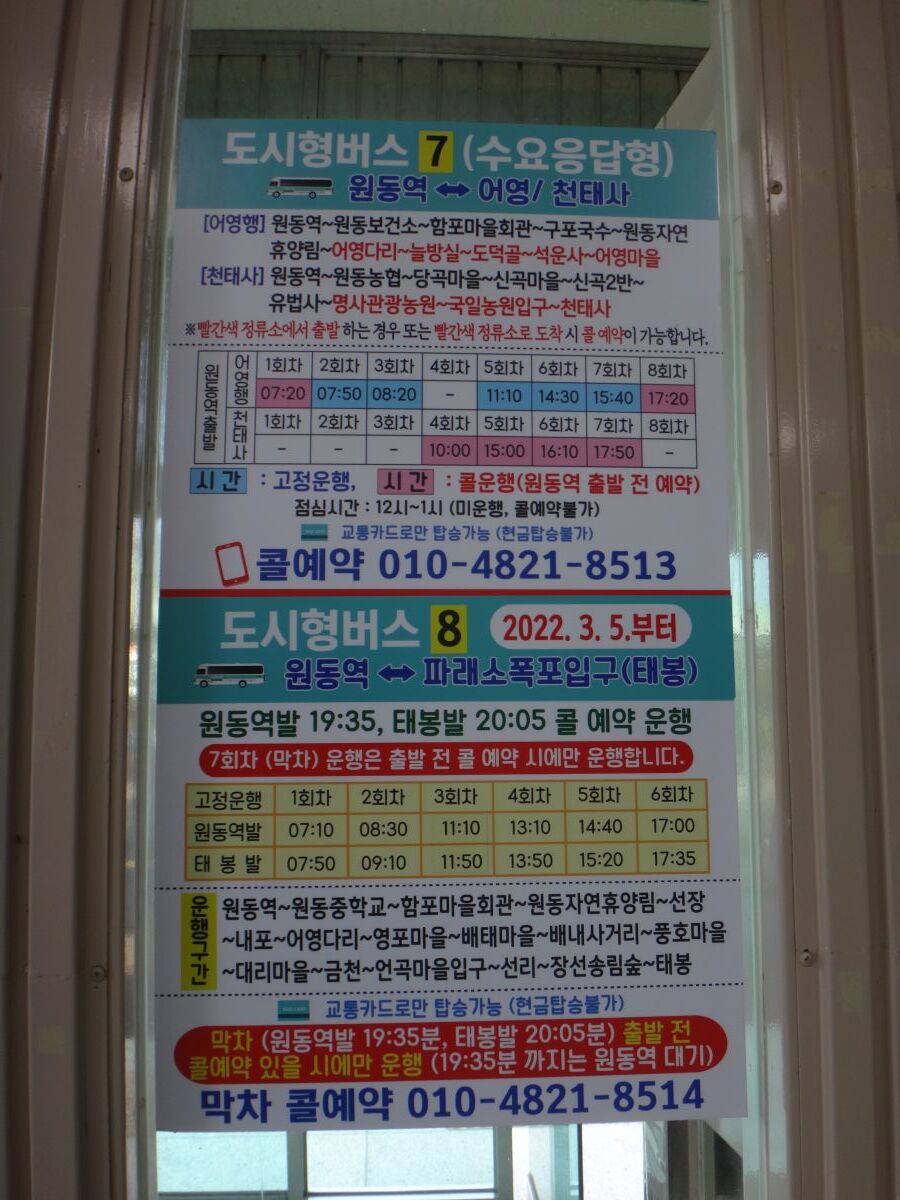 도시형버스 7 (수요응답형)
원동역 ↔ 어영/ 천태사
[어영행] 원동역~원동보건소~함포마을회관~구포국수~원동자연
휴양림~어영다리~늘방실~도덕골~석운사~어영마을
[천태사] 원동역~원동농협~당곡마을~신곡마을~신곡2반~
유법사~명사관광농원~국일농원입구~천태사
※빨간색 정류소에서 출발 하는 경우 또는 빨간색 정류소로 도착 시 콜 예약이 가능합니다.
원동역출발
어영행 1회차 2회차 3회차 4회차 5회차 6회차 7회차 8회차
07:20 07:50 08:20 – 11:10 14:30 15:40 17:20
천태사 1회차 2회차 3회차 4회차 5회차 6회차 7회차 8회차
– – – 10:00 15:00 16:10 17:50 –
시간 : 고정운행, 시간 : 콜운행(원동역 출발 전 예약)
점심시간 : 12시~1시 (미운행, 콜예약불가)
교통카드로만 탑승가능 (현금탑승불가)
콜예약 010-4821-8513
도시형버스 8 2022. 3. 5.부터
원동역 ↔ 파래소폭포입구(태봉)
원동역발 19:35, 태봉발 20:05 콜 예약 운행
7회차 (막차) 운행은 출발 전 콜 예약 시에만 운행합니다.
고정운행 1회차 2회차 3회차 4회차 5회차 6회차
원동역발 07:10 08:30 11:10 13:10 14:40 17:00
태봉발 07:50 09:10 11:50 13:50 15:20 17:35
운행구간
원동역~원동중학교~함포마을회관~원동자연휴양림~선장
~내포~어영다리~영포마을~배태마을~배내사거리~풍호마을
~대리마을~금천~언곡마을입구~선리~장선송림숲~태봉
교통카드로만 탑승가능 (현금탑승불가)
막차 (원동역발 19:35분, 태봉발 20:05분) 출발 전
콜예약 있을 시에만 운행 (19:35분 까지는 원동역 대기)
막차 콜예약 010-4821-8514